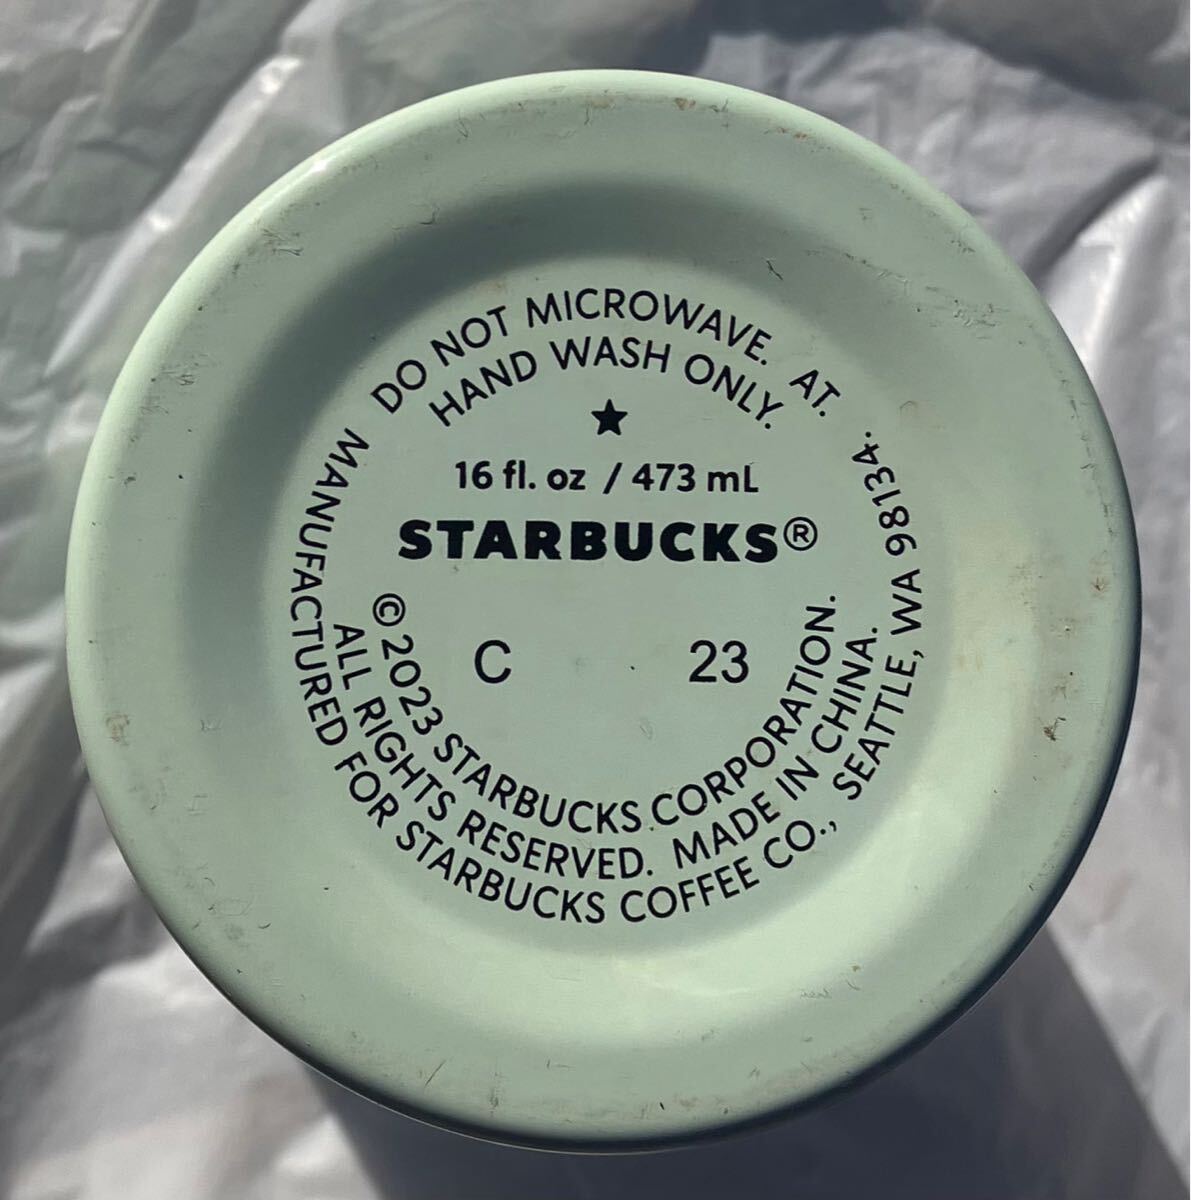 DO NOT MICROWAVE. AT.
HAND WASH ONLY.
16 fl. oz / 473 mL
STARBUCKS®
C 23
©2023 STARBUCKS CORPORATION.
ALL RIGHTS RESERVED. MADE IN CHINA.
MANUFACTURED FOR STARBUCKS COFFEE CO., SEATTLE, WA 98134.